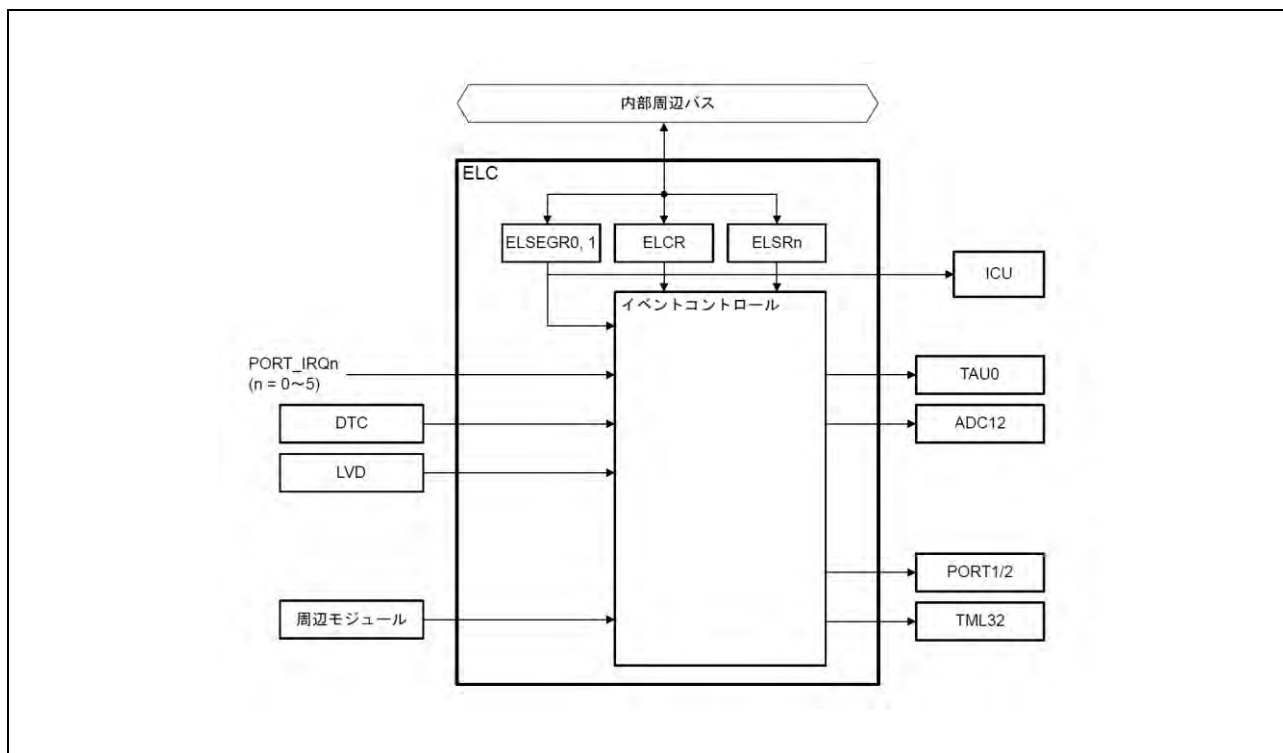 内部周辺バス
ELC
ELSEGR0, 1
ELCR
ELSRn
ICU
イベントコントロール
PORT_IRQn
(n = 0～5)
TAU0
DTC
ADC12
LVD
PORT1/2
周辺モジュール
TML32